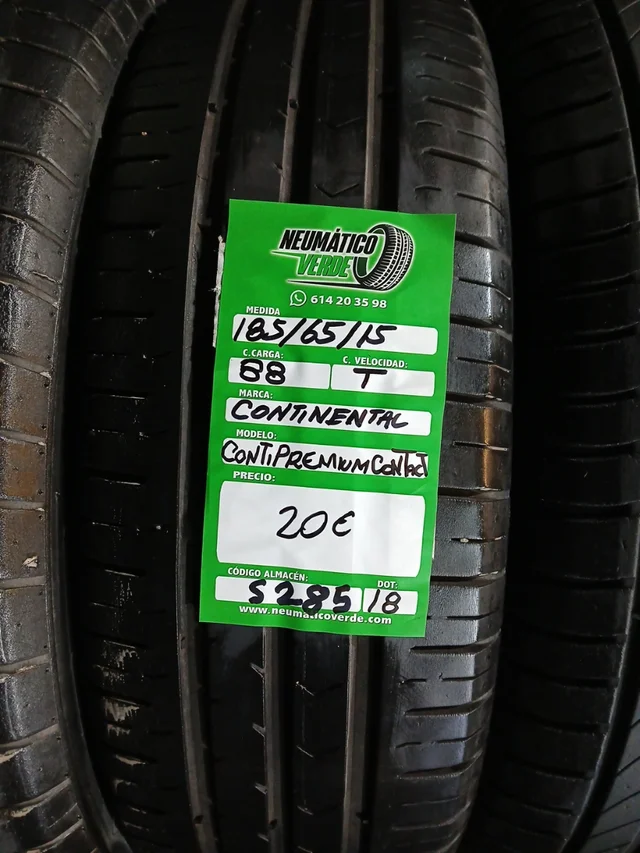 NEUMÁTICO
VERDE
614 20 35 98
MEDIDA
185/65/15
C.CARGA: C. VELOCIDAD:
88 T
MARCA:
CONTINENTAL
MODELO:
CONTIPREMIUMCONTACT
PRECIO:
20€
CÓDIGO ALMACÉN: DOT:
S285 18
www.neumaticoverde.com